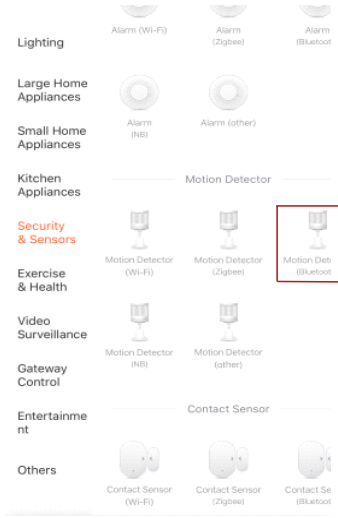 Lighting
Large Home
Appliances
Small Home
Appliances
Kitchen
Appliances
Security
& Sensors
Exercise
& Health
Video
Surveillance
Gateway
Control
Entertainme
nt
Others
Alarm (Wi-Fi)
Alarm
(Zigbee)
Alarm
(Bluetoot
Alarm
(NB)
Alarm (other)
Motion Detector
Motion Detector
(Wi-Fi)
Motion Detector
(Zigbee)
Motion Det
(Bluetoot
Motion Detector
(NB)
Motion Detector
(other)
Contact Sensor
Contact Sensor
(Wi-Fi)
Contact Sensor
(Zigbee)
Contact Se
(Bluetoot